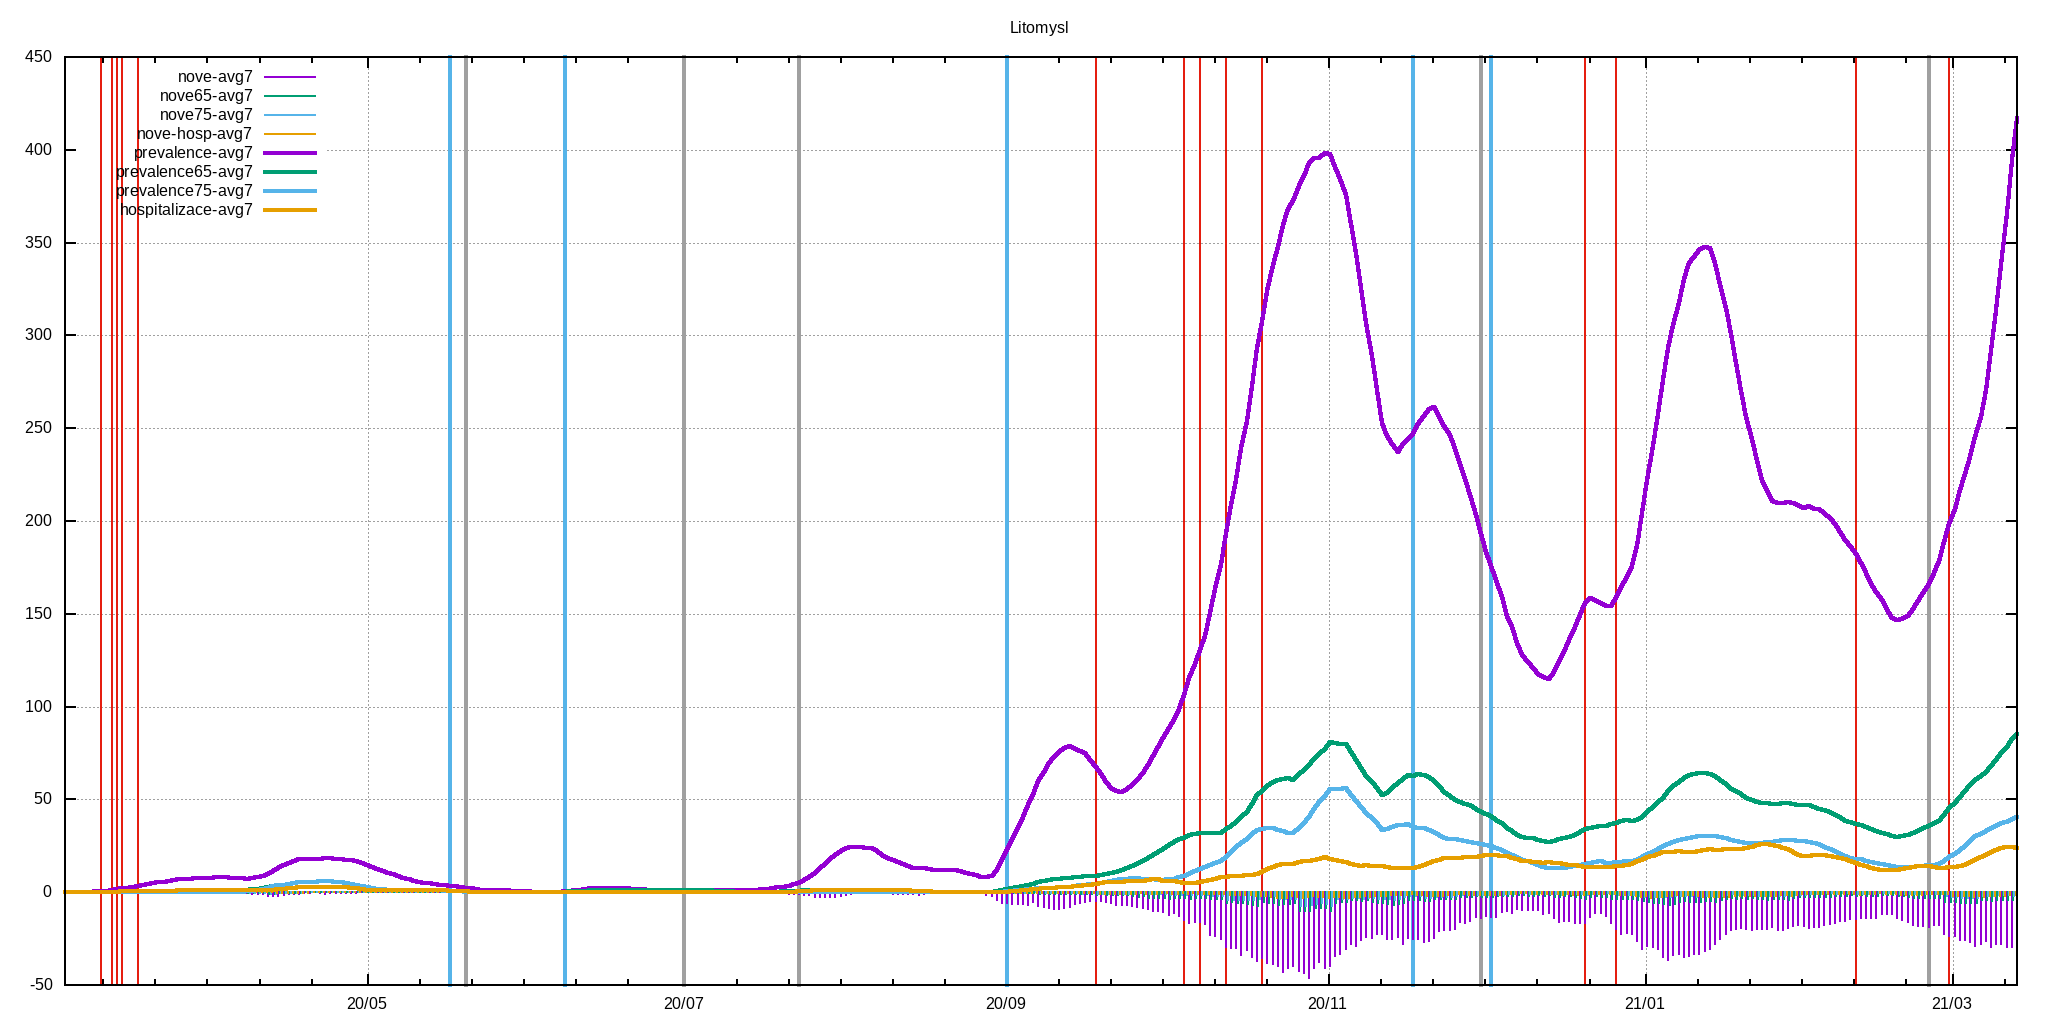 Litomysl
450
400
350
300
250
200
150
100
50
0
-50
nove-avg7
nove65-avg7
nove75-avg7
nove-hosp-avg7
prevalence-avg7
prevalence65-avg7
prevalence75-avg7
hospitalizace-avg7
20/05 20/07 20/09 20/11 21/01 21/03